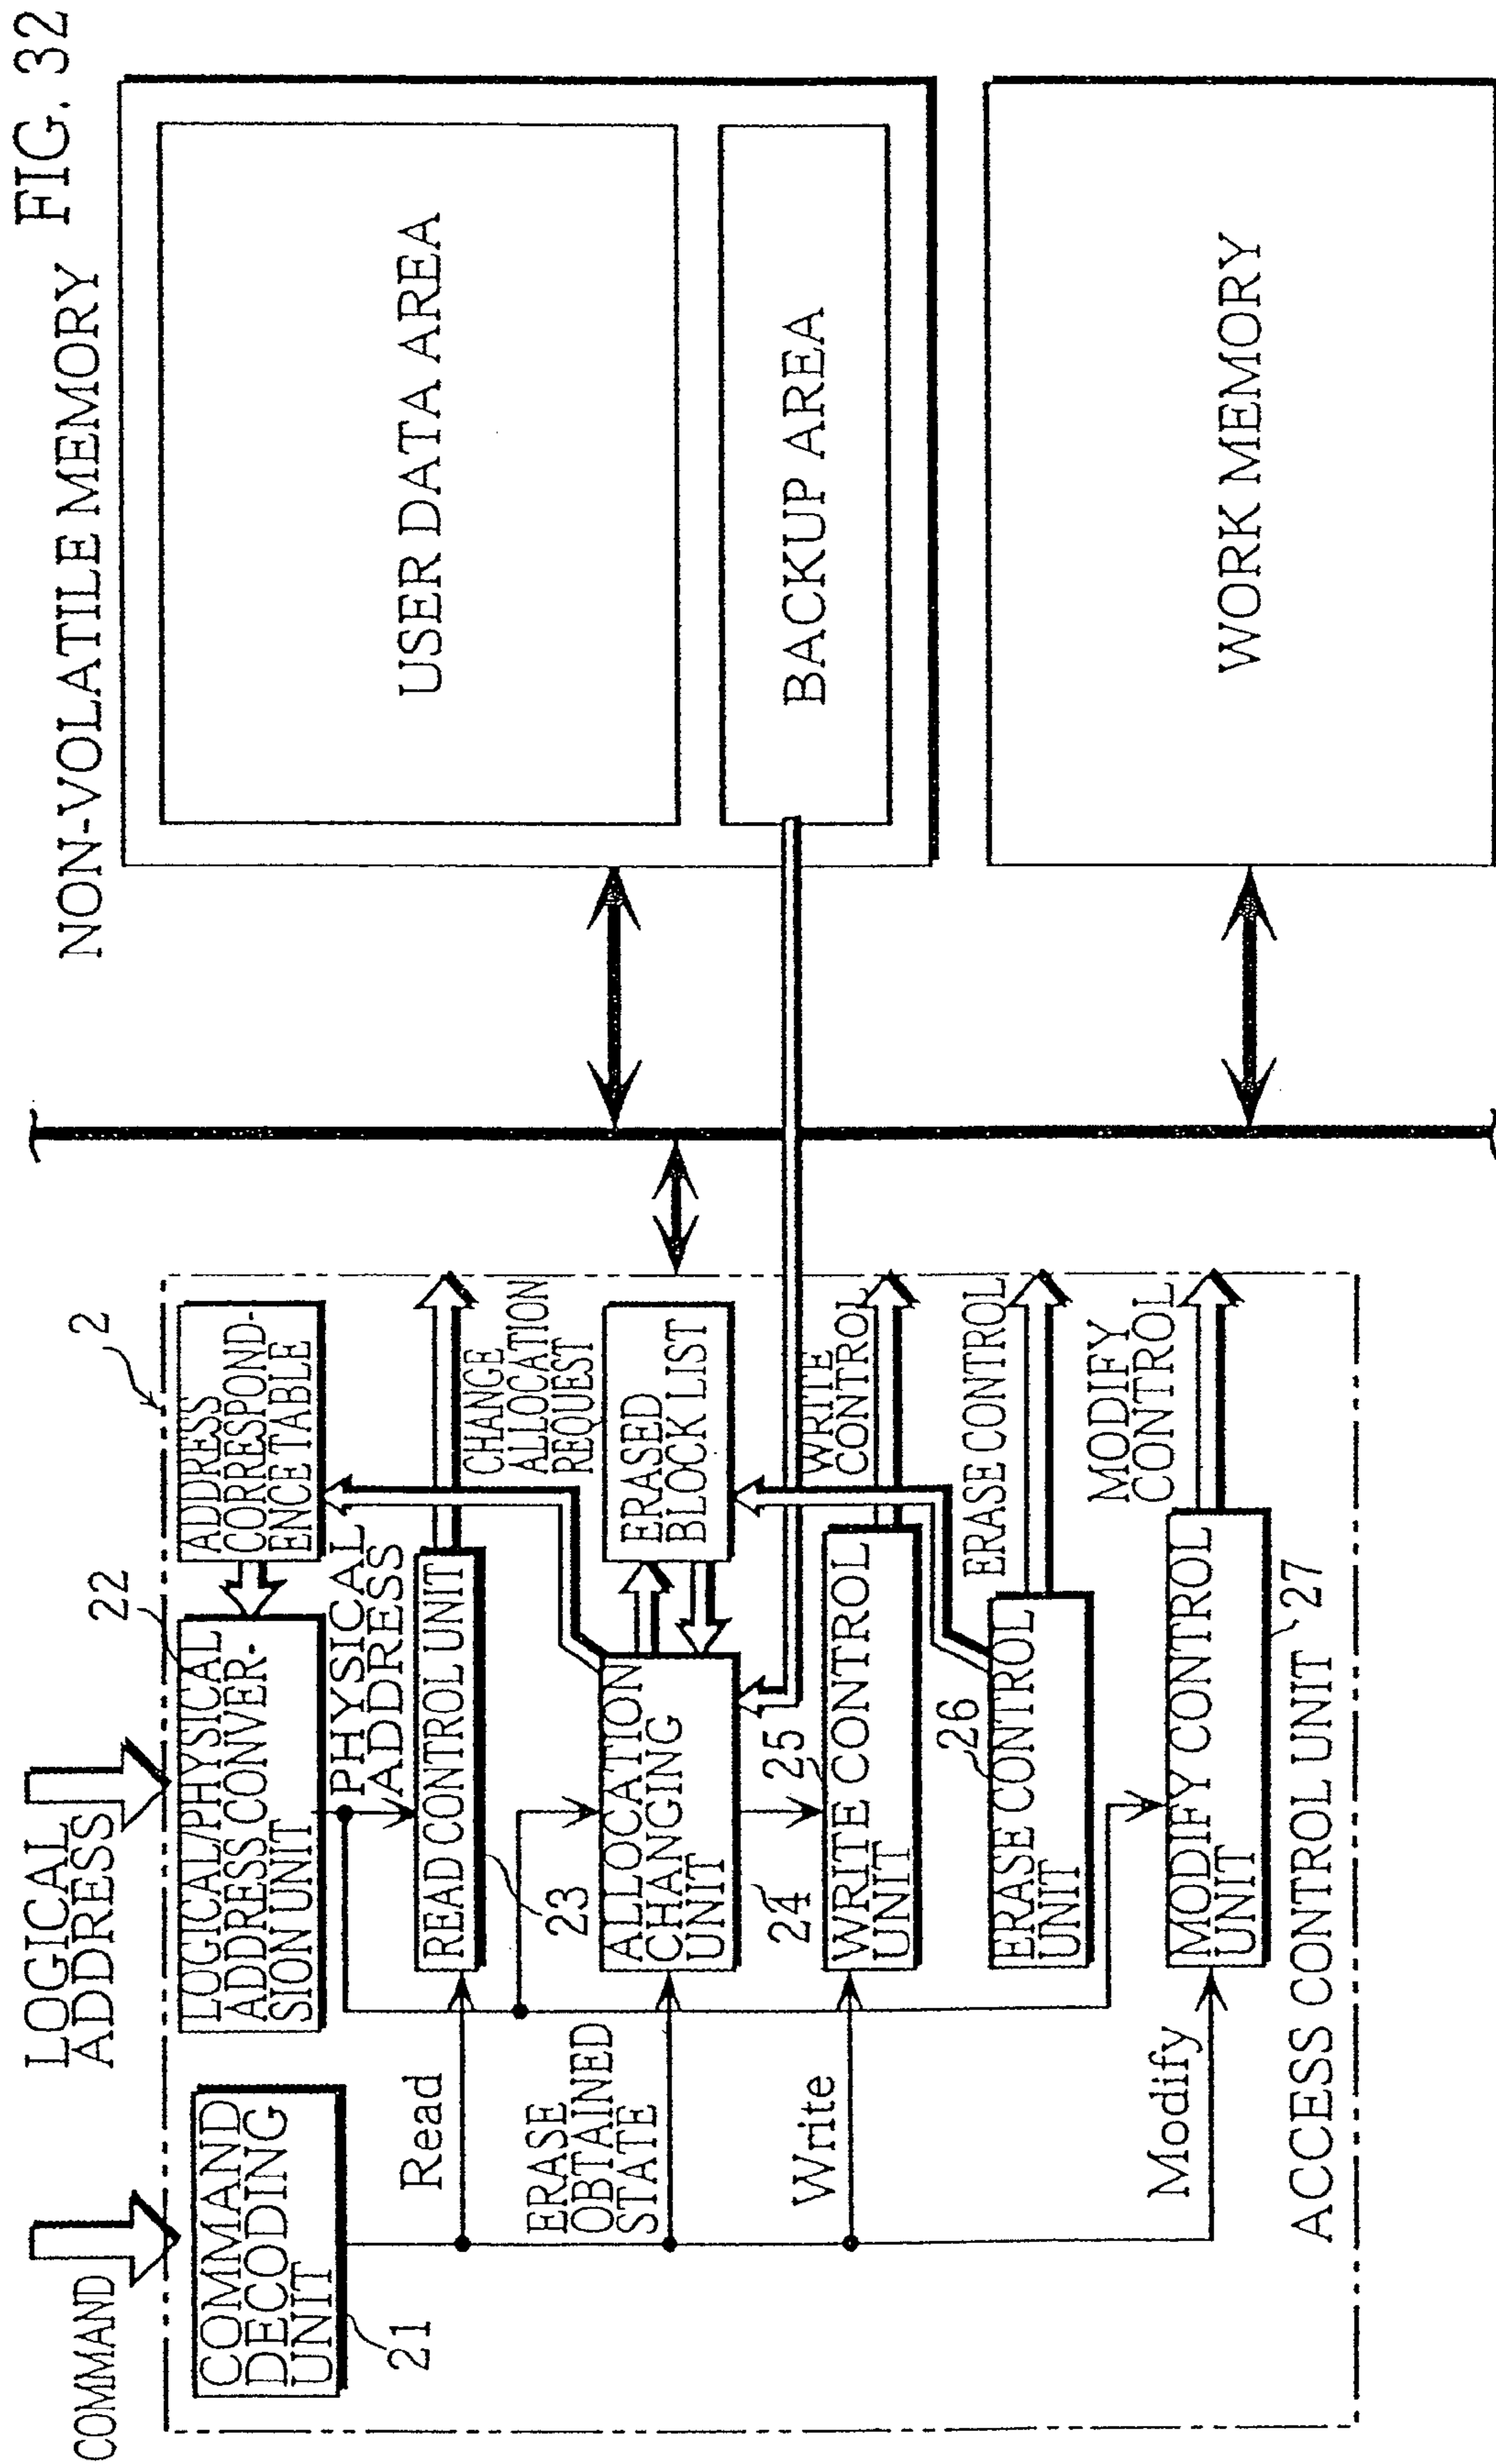 FIG. 32
NON-VOLATILE MEMORY
USER DATA AREA
BACKUP AREA
WORK MEMORY
COMMAND
LOGICAL
ADDRESS
2
COMMAND
DECODING
UNIT
21
LOGICAL/PHYSICAL
ADDRESS CONVER-
SION UNIT
22
ADDRESS
CORRESPOND-
ENCE TABLE
PHYSICAL
ADDRESS
Read
READ CONTROL UNIT
23
CHANGE
ALLOCATION
REQUEST
ERASE
OBTAINED
STATE
ALLOCATION
CHANGING
UNIT
24
ERASED
BLOCK LIST
Write
WRITE CONTROL
UNIT
25
WRITE
CONTROL
ERASE CONTROL
UNIT
26
ERASE CONTROL
Modify
MODIFY CONTROL
UNIT
27
MODIFY
CONTROL
ACCESS CONTROL UNIT